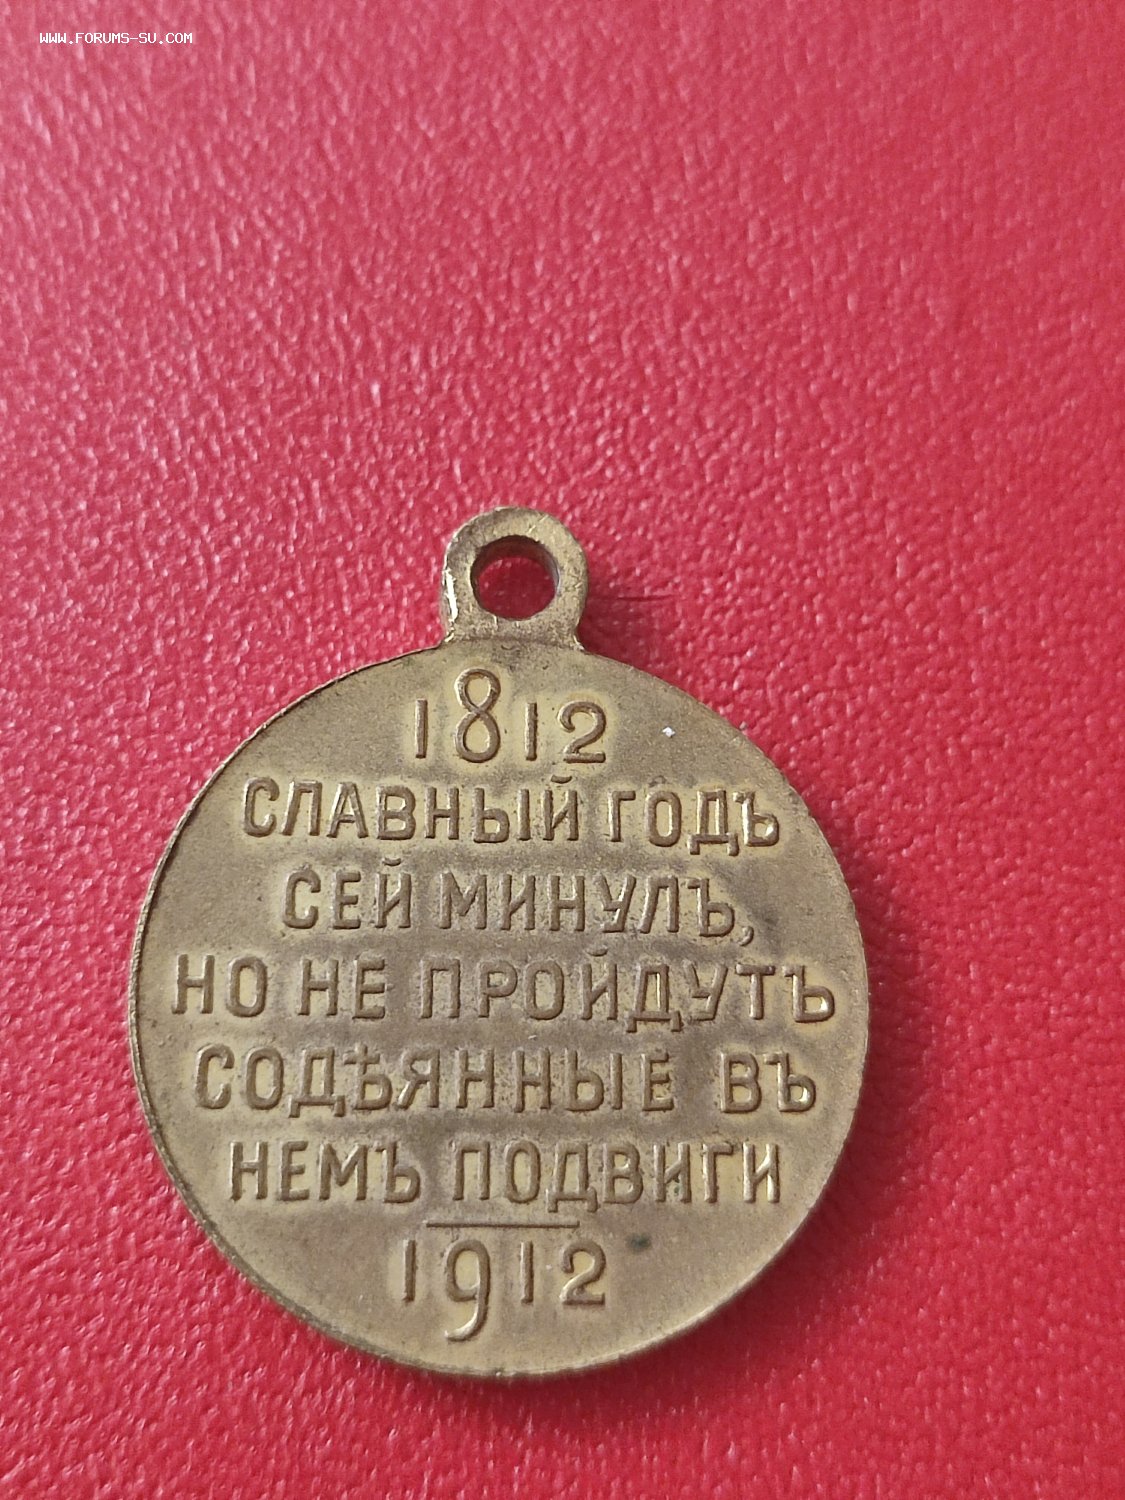 WWW.FORUMS-SU.COM
1812
СЛАВНЫЙ ГОДЪ
СЕЙ МИНУЛЪ,
НО НЕ ПРОЙДУТЪ
СОДѢЯННЫЕ ВЪ
НЕМЪ ПОДВИГИ
1912